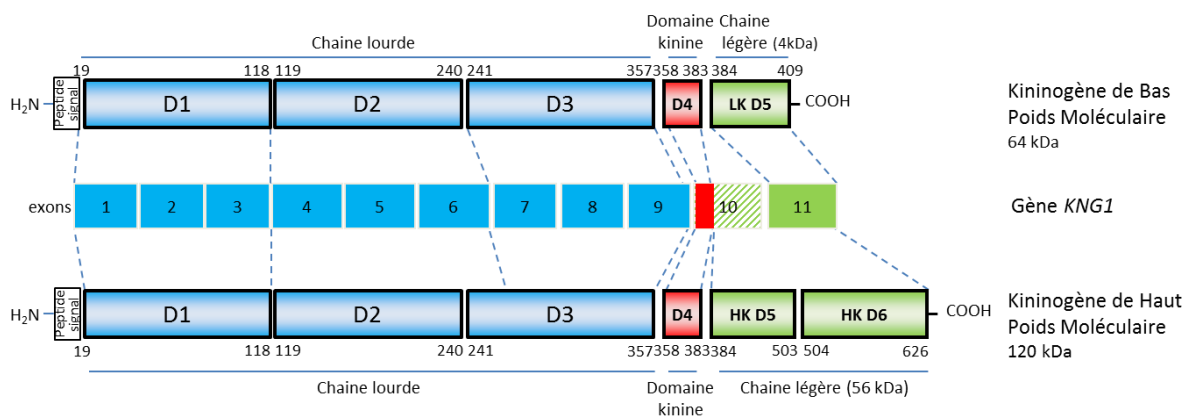 Domaine kinine
Chaine légère (4kDa)
Chaine lourde
19 118 119 240 241 357 358 383 384 409
H₂N
Peptide signal
D1 D2 D3 D4 LK D5
COOH
Kininogène de Bas
Poids Moléculaire
64 kDa
exons 1 2 3 4 5 6 7 8 9 10 11
Gène KNG1
H₂N
Peptide signal
D1 D2 D3 D4 HK D5 HK D6
COOH
Kininogène de Haut
Poids Moléculaire
120 kDa
19 118 119 240 241 357 358 383 384 503 504 626
Chaine lourde
Domaine kinine
Chaine légère (56 kDa)